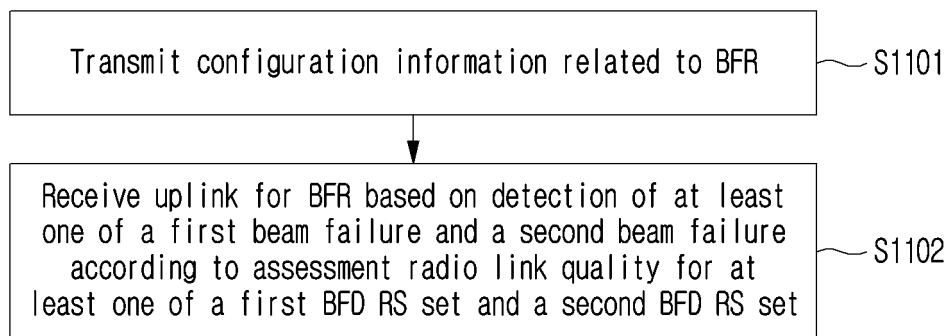 Transmit configuration information related to BFR
S1101
Receive uplink for BFR based on detection of at least
one of a first beam failure and a second beam failure
according to assessment radio link quality for at
least one of a first BFD RS set and a second BFD RS set
S1102